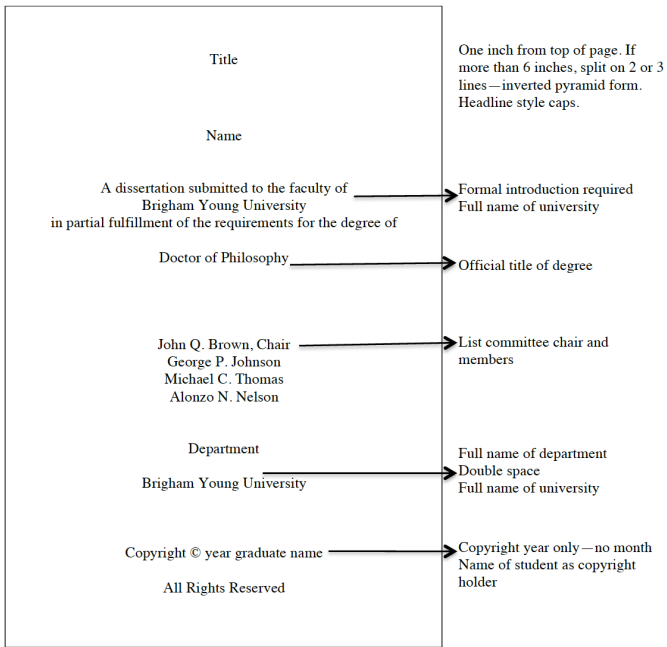 Title
One inch from top of page. If
more than 6 inches, split on 2 or 3
lines—inverted pyramid form.
Headline style caps.
Name
A dissertation submitted to the faculty of
Brigham Young University
in partial fulfillment of the requirements for the degree of
Formal introduction required
Full name of university
Doctor of Philosophy
Official title of degree
John Q. Brown, Chair
George P. Johnson
Michael C. Thomas
Alonzo N. Nelson
List committee chair and
members
Department
Brigham Young University
Full name of department
Double space
Full name of university
Copyright © year graduate name
All Rights Reserved
Copyright year only—no month
Name of student as copyright
holder